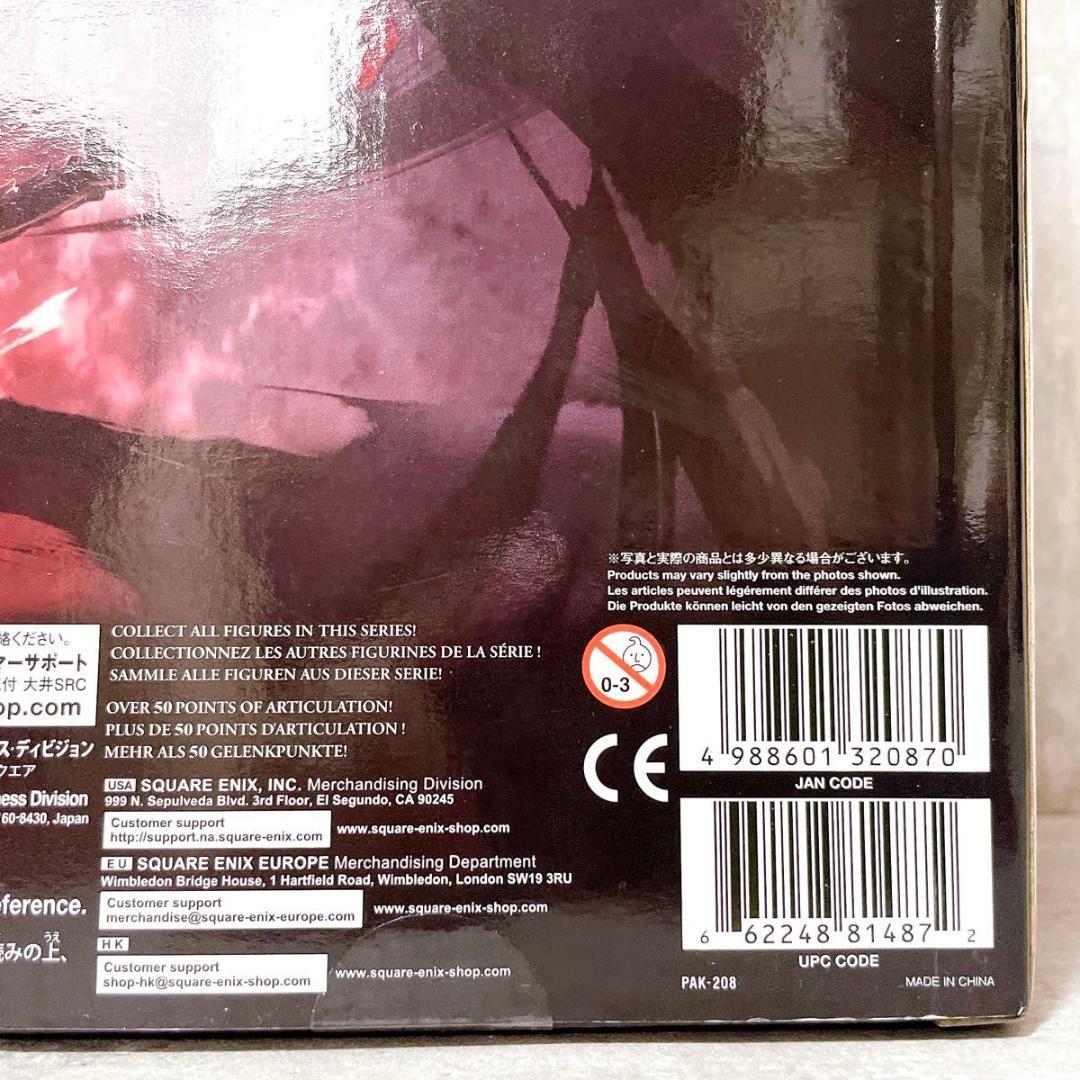 ※写真と実際の商品とは多少異なる場合がございます。
Products may vary slightly from the photos shown.
Les articles peuvent légérement différer des photos d'illustration.
Die Produkte können leicht von den gezeigten Fotos abweichen.
絡ください。
マーサポート
付 大井SRC
op.com
ス・ディビジョン
ウエア
ness Division
160-8430, Japan
eference.
読みの上、
うえ
COLLECT ALL FIGURES IN THIS SERIES!
COLLECTIONNEZ LES AUTRES FIGURINES DE LA SÉRIE !
SAMMLE ALLE FIGUREN AUS DIESER SERIE!
OVER 50 POINTS OF ARTICULATION!
PLUS DE 50 POINTS D'ARTICULATION !
MEHR ALS 50 GELENKPUNKTE!
USA SQUARE ENIX, INC. Merchandising Division
999 N. Sepulveda Blvd. 3rd Floor, El Segundo, CA 90245
Customer support
http://support.na.square-enix.com
www.square-enix-shop.com
EU SQUARE ENIX EUROPE Merchandising Department
Wimbledon Bridge House, 1 Hartfield Road, Wimbledon, London SW19 3RU
Customer support
merchandise@square-enix-europe.com
www.square-enix-shop.com
HK
Customer support
shop-hk@square-enix-shop.com
www.square-enix-shop.com
0-3
CE
4 988601 320870
JAN CODE
6 62248 81487 2
UPC CODE
PAK-208
MADE IN CHINA